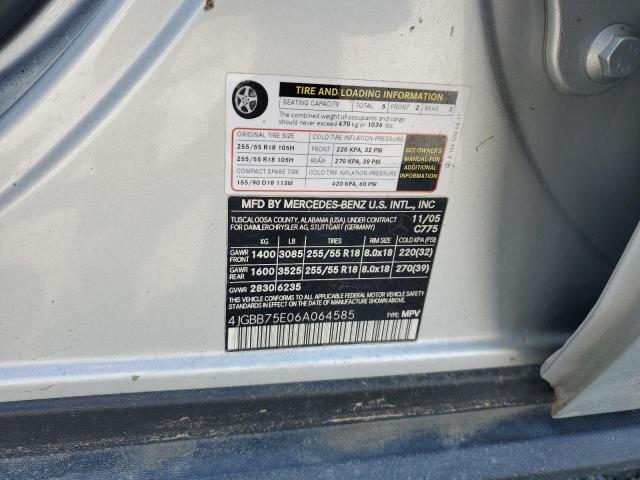 TIRE AND LOADING INFORMATION
SEATING CAPACITY TOTAL 5 FRONT 2 REAR 3
The combined weight of occupants and cargo
should never exceed 470 kg or 1036 lbs.
ORIGINAL TIRE SIZE COLD TIRE INFLATION PRESSURE
255/55 R18 105H FRONT 220 KPA, 32 PSI
255/55 R18 105H REAR 270 KPA, 39 PSI
COMPACT SPARE TIRE COLD TIRE INFLATION PRESSURE
155/90 D18 113M 420 KPA, 60 PSI
SEE OWNER'S
MANUAL FOR
ADDITIONAL
INFORMATION
MFD BY MERCEDES-BENZ U.S. INTL., INC
TUSCALOOSA COUNTY, ALABAMA (USA) UNDER CONTRACT
FOR DAIMLERCHRYSLER AG, STUTTGART (GERMANY)
11/05
C775
KG LB TIRES RIM SIZE COLD KPA (PSI)
GAWR FRONT 1400 3085 255/55 R18 8.0x18 220(32)
GAWR REAR 1600 3525 255/55 R18 8.0x18 270(39)
GVWR 2830 6235
THIS VEHICLE CONFORMS TO ALL APPLICABLE FEDERAL MOTOR VEHICLE
SAFETY STANDARDS IN EFFECT ON THE DATE OF MANUFACTURE SHOWN ABOVE
4JGBB75E06A064585 TYPE: MPV